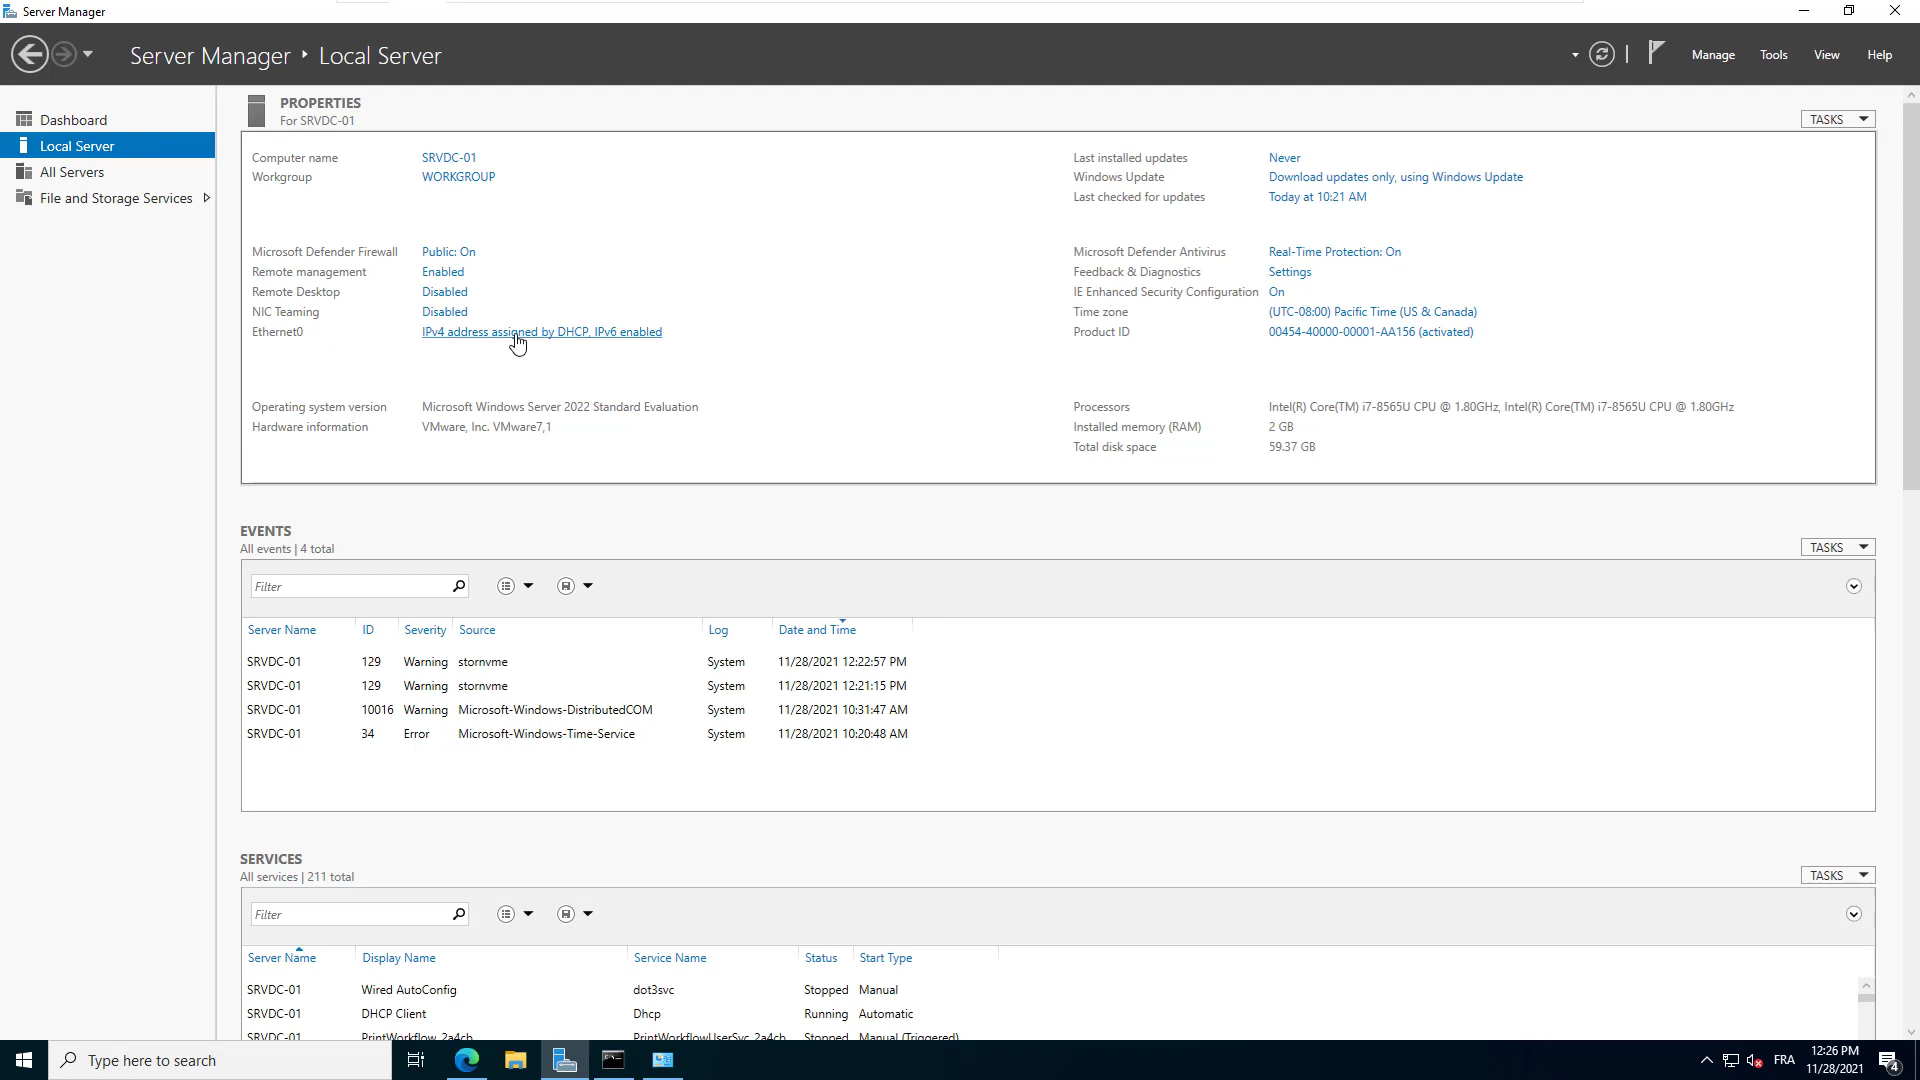 Server Manager
Server Manager ‣ Local Server
Manage Tools View Help
Dashboard
Local Server
All Servers
File and Storage Services
PROPERTIES
For SRVDC-01
TASKS
Computer name SRVDC-01
Workgroup WORKGROUP
Last installed updates Never
Windows Update Download updates only, using Windows Update
Last checked for updates Today at 10:21 AM
Microsoft Defender Firewall Public: On
Remote management Enabled
Remote Desktop Disabled
NIC Teaming Disabled
Ethernet0 IPv4 address assigned by DHCP, IPv6 enabled
Microsoft Defender Antivirus Real-Time Protection: On
Feedback & Diagnostics Settings
IE Enhanced Security Configuration On
Time zone (UTC-08:00) Pacific Time (US & Canada)
Product ID 00454-40000-00001-AA156 (activated)
Operating system version Microsoft Windows Server 2022 Standard Evaluation
Hardware information VMware, Inc. VMware7,1
Processors Intel(R) Core(TM) i7-8565U CPU @ 1.80GHz, Intel(R) Core(TM) i7-8565U CPU @ 1.80GHz
Installed memory (RAM) 2 GB
Total disk space 59.37 GB
EVENTS
All events | 4 total
TASKS
Filter
Server Name ID Severity Source Log Date and Time
SRVDC-01 129 Warning stornvme System 11/28/2021 12:22:57 PM
SRVDC-01 129 Warning stornvme System 11/28/2021 12:21:15 PM
SRVDC-01 10016 Warning Microsoft-Windows-DistributedCOM System 11/28/2021 10:31:47 AM
SRVDC-01 34 Error Microsoft-Windows-Time-Service System 11/28/2021 10:20:48 AM
SERVICES
All services | 211 total
TASKS
Filter
Server Name Display Name Service Name Status Start Type
SRVDC-01 Wired AutoConfig dot3svc Stopped Manual
SRVDC-01 DHCP Client Dhcp Running Automatic
SRVDC-01 PrintWorkflow_2a4cb PrintWorkflowUserSvc_2a4cb Stopped Manual (Triggered)
Type here to search
FRA
12:26 PM
11/28/2021
4